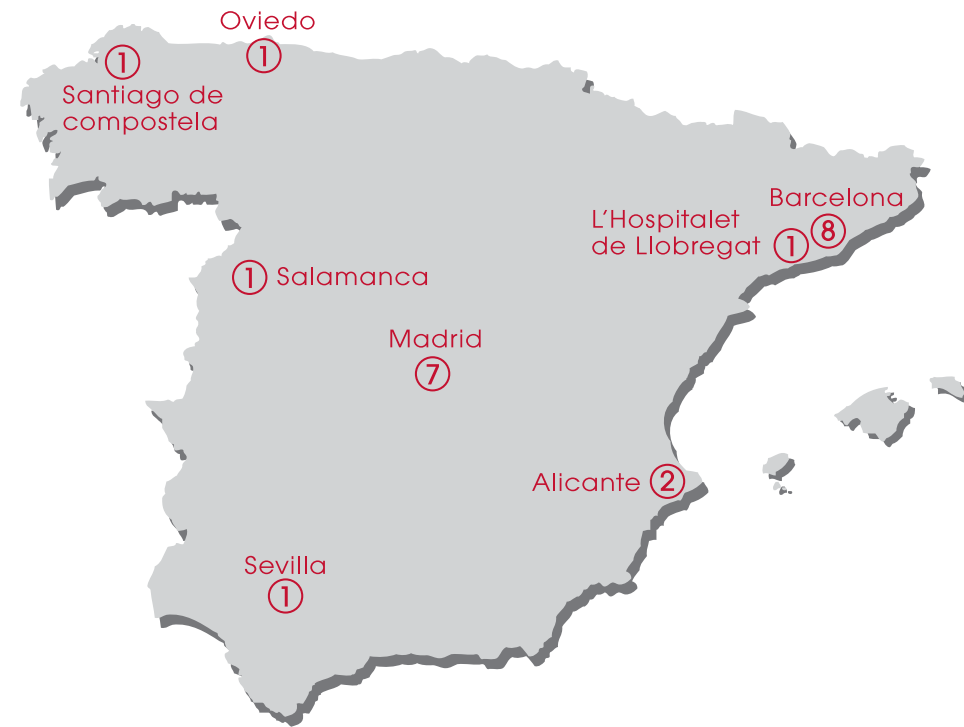 Oviedo
1
1
Santiago de
compostela
Barcelona
8
L'Hospitalet
de Llobregat 1
1 Salamanca
Madrid
7
Alicante 2
Sevilla
1